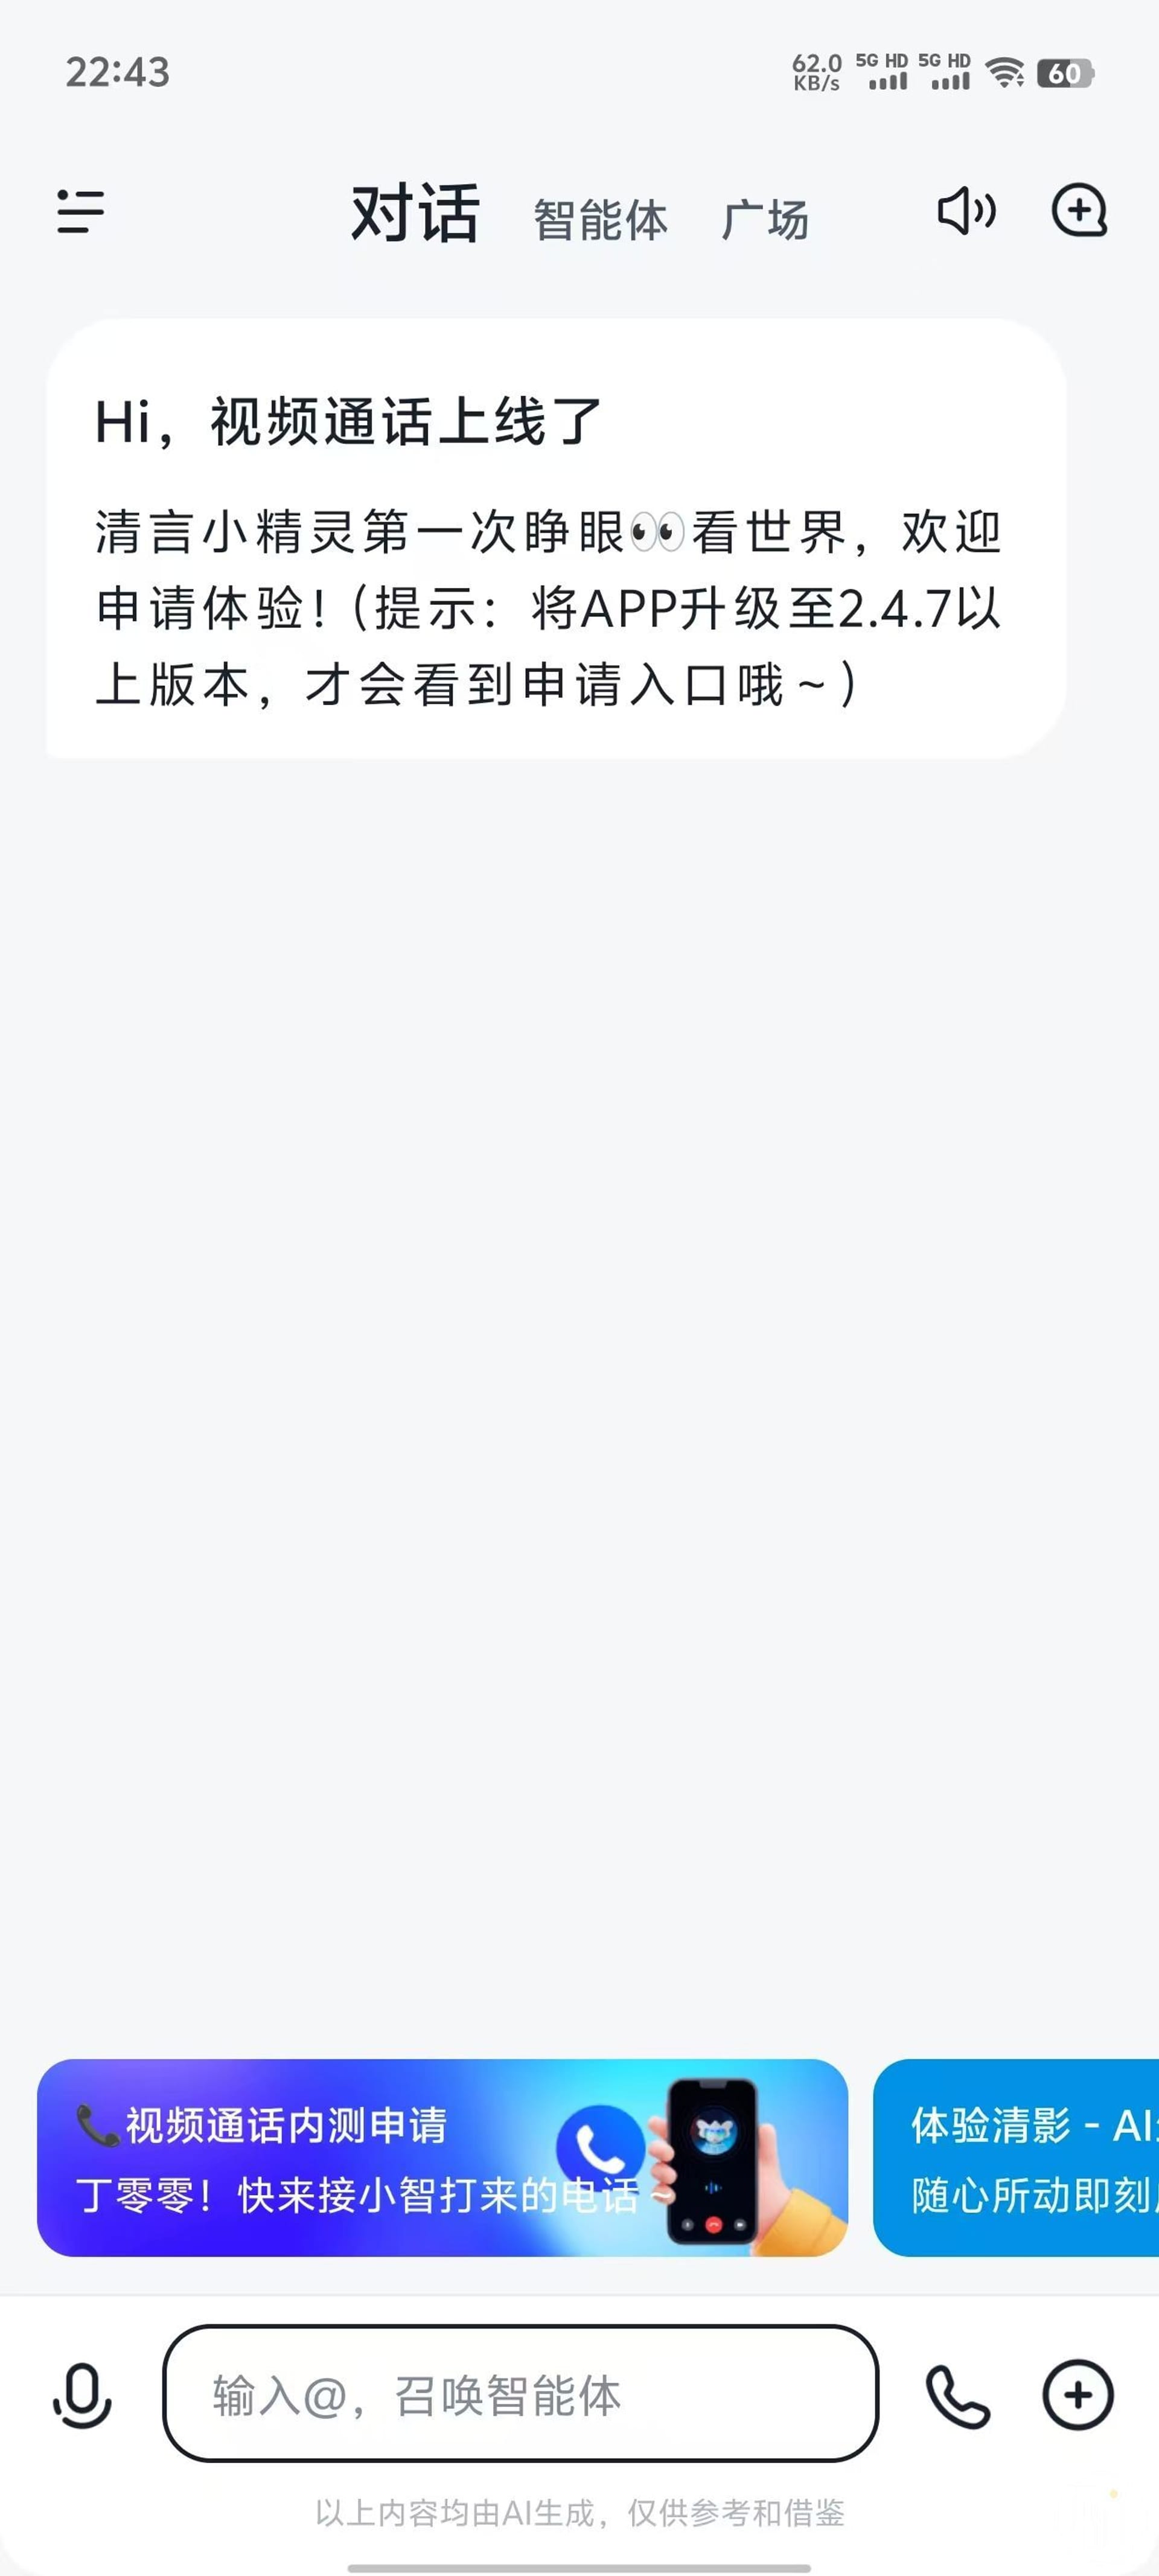 22:43
62.0
KB/s
5G HD
5G HD
60
对话
智能体
广场
Hi，视频通话上线了
清言小精灵第一次睁眼👀看世界，欢迎
申请体验！（提示：将APP升级至2.4.7以
上版本，才会看到申请入口哦～）
📞视频通话内测申请
丁零零！快来接小智打来的电话～
体验清影 - AI
随心所动即刻
输入@，召唤智能体
以上内容均由AI生成，仅供参考和借鉴